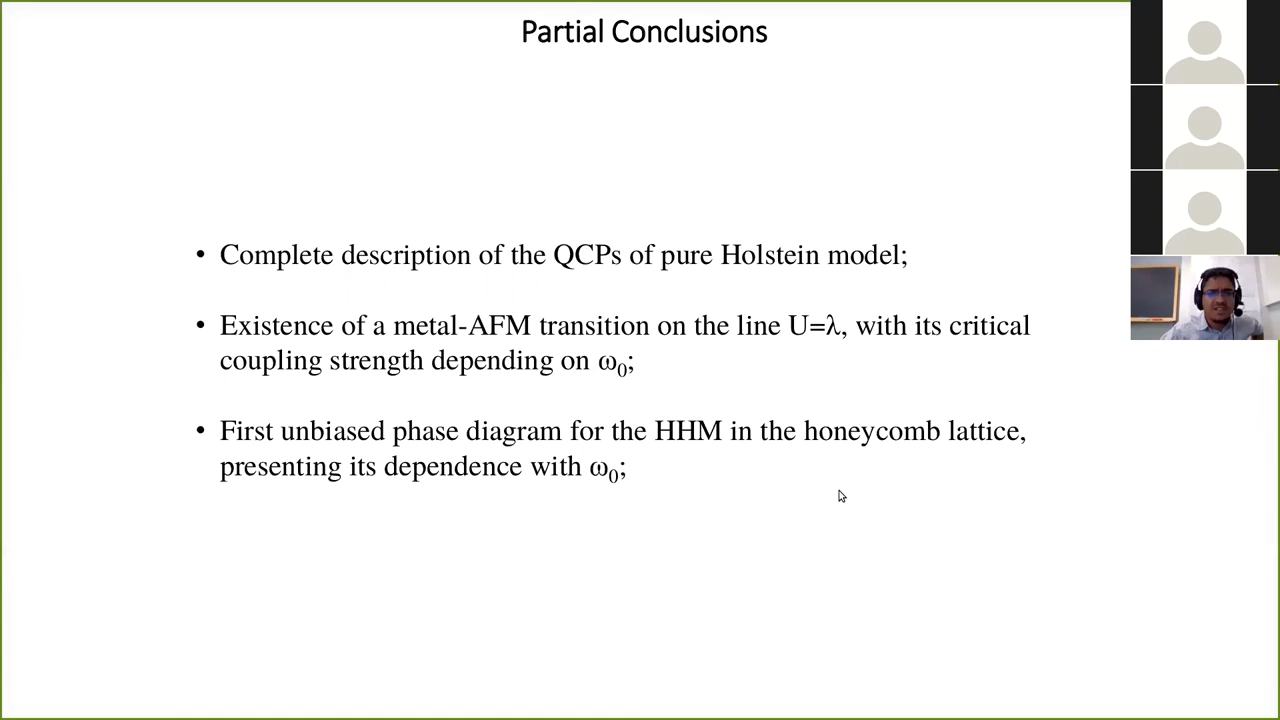 Partial Conclusions
• Complete description of the QCPs of pure Holstein model;
• Existence of a metal-AFM transition on the line U=λ, with its critical
coupling strength depending on ω₀;
• First unbiased phase diagram for the HHM in the honeycomb lattice,
presenting its dependence with ω₀;